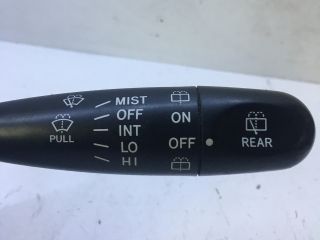 MIST
OFF
INT
LO
HI
PULL
ON
OFF
REAR